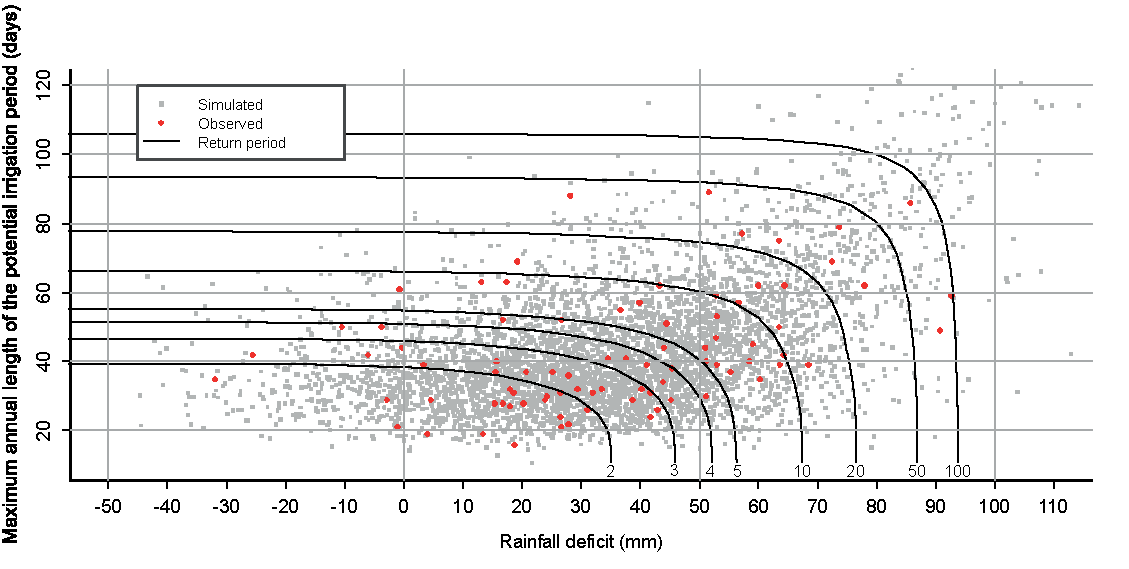 Maximum annual length of the potential irrigation period (days)
120
100
80
60
40
20
Simulated
Observed
Return period
2 3 4 5 10 20 50 100
-50 -40 -30 -20 -10 0 10 20 30 40 50 60 70 80 90 100 110
Rainfall deficit (mm)